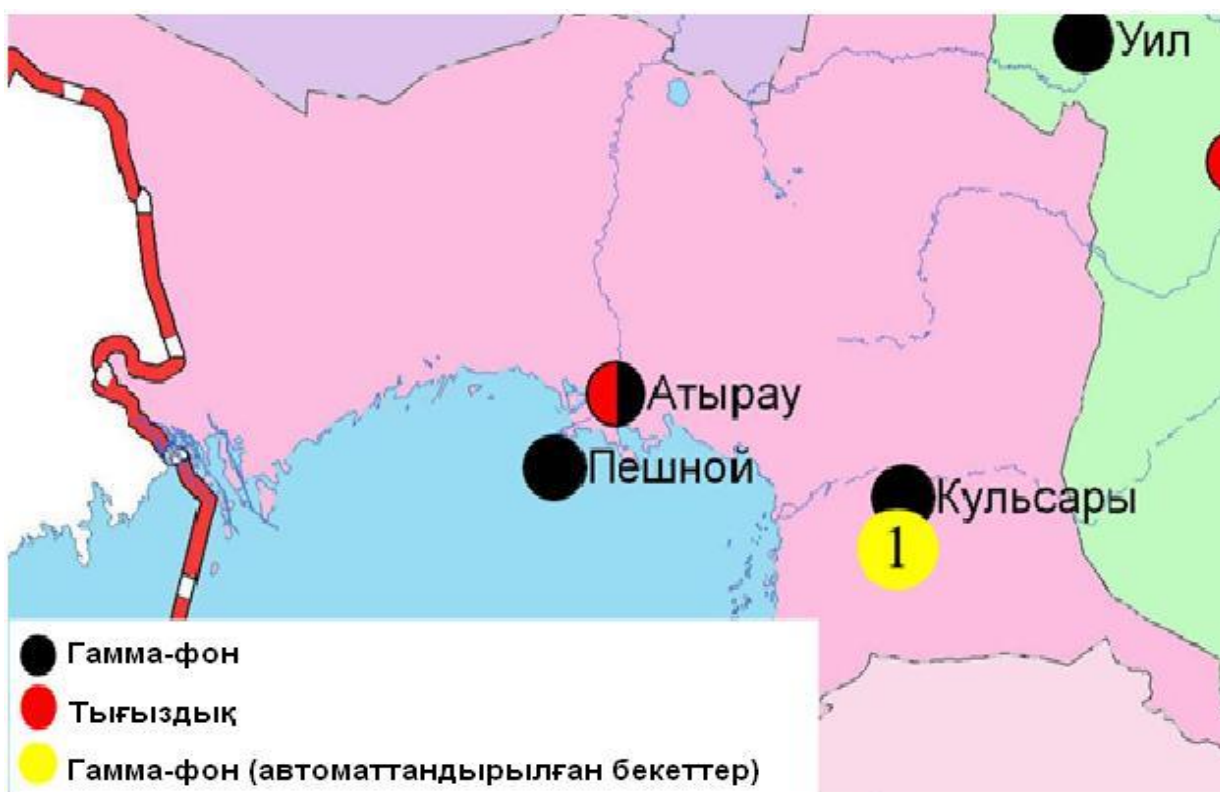 Уил
Атырау
Пешной
Кульсары
1
Гамма-фон
Тығыздық
Гамма-фон (автоматтандырылған бекеттер)